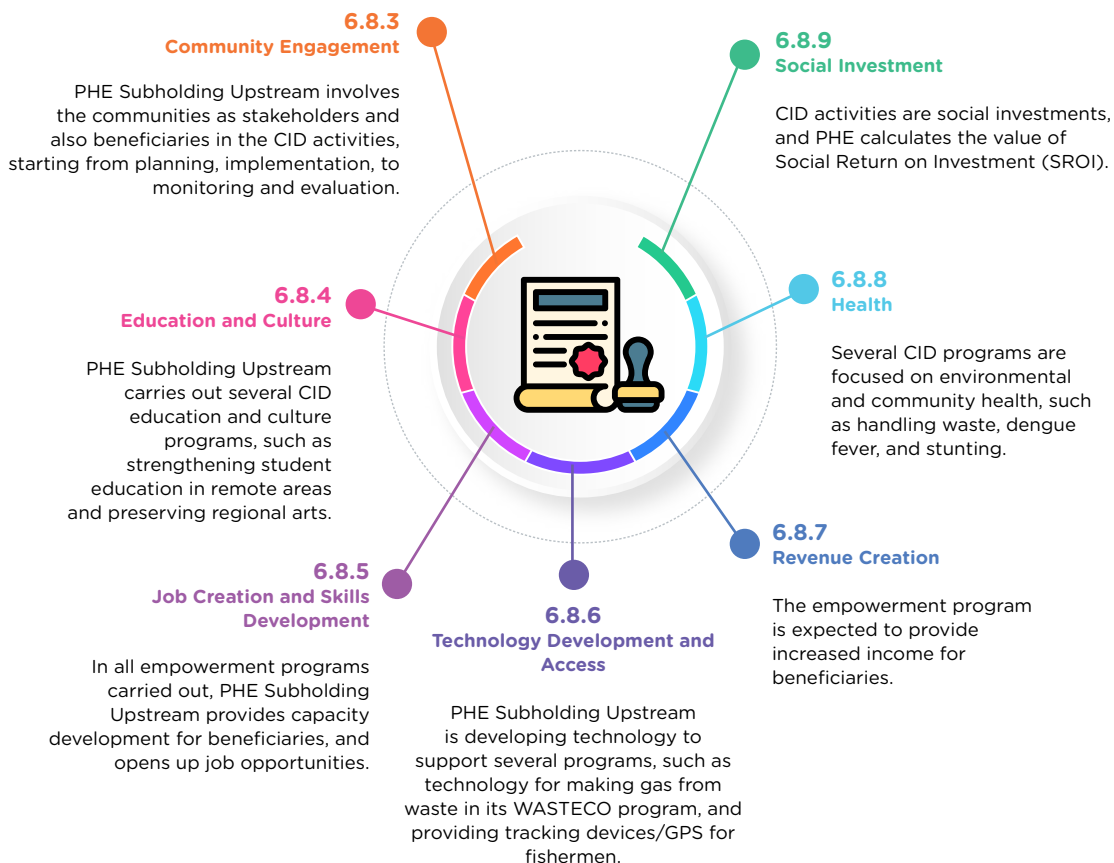 6.8.3
Community Engagement
PHE Subholding Upstream involves
the communities as stakeholders and
also beneficiaries in the CID activities,
starting from planning, implementation, to
monitoring and evaluation.
6.8.4
Education and Culture
PHE Subholding Upstream
carries out several CID
education and culture
programs, such as
strengthening student
education in remote areas
and preserving regional arts.
6.8.5
Job Creation and Skills
Development
In all empowerment programs
carried out, PHE Subholding
Upstream provides capacity
development for beneficiaries, and
opens up job opportunities.
6.8.6
Technology Development and
Access
PHE Subholding Upstream
is developing technology to
support several programs, such as
technology for making gas from
waste in its WASTECO program, and
providing tracking devices/GPS for
fishermen.
6.8.7
Revenue Creation
The empowerment program
is expected to provide
increased income for
beneficiaries.
6.8.8
Health
Several CID programs are
focused on environmental
and community health, such
as handling waste, dengue
fever, and stunting.
6.8.9
Social Investment
CID activities are social investments,
and PHE calculates the value of
Social Return on Investment (SROI).